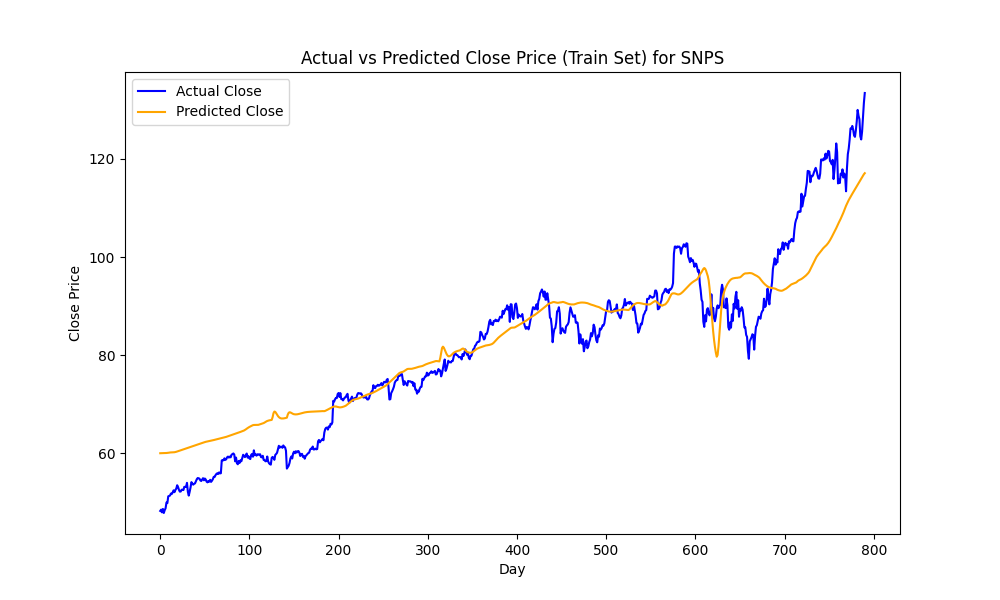 Actual vs Predicted Close Price (Train Set) for SNPS
Actual Close
Predicted Close
120
100
80
60
Close Price
0 100 200 300 400 500 600 700 800
Day